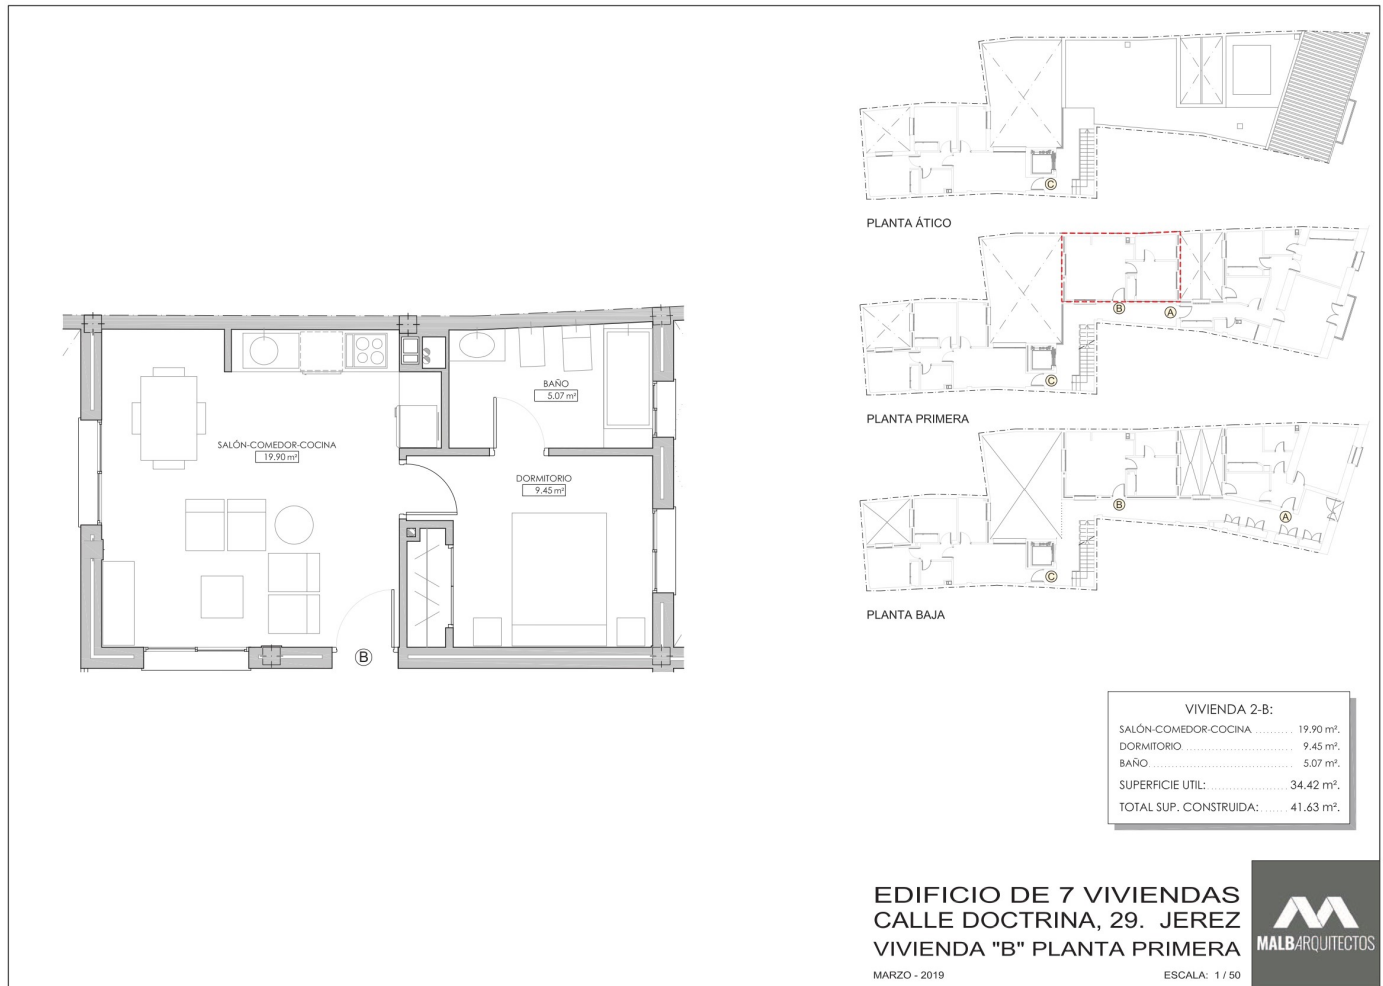 PLANTA ÁTICO
C
PLANTA PRIMERA
B
A
C
PLANTA BAJA
B
A
C
BAÑO
5.07 m²
SALÓN-COMEDOR-COCINA
19.90 m²
DORMITORIO
9.45 m²
B
VIVIENDA 2-B:
SALÓN-COMEDOR-COCINA .......... 19.90 m².
DORMITORIO .......... 9.45 m².
BAÑO .......... 5.07 m².
SUPERFICIE UTIL: .......... 34.42 m².
TOTAL SUP. CONSTRUIDA: ...... 41.63 m².
EDIFICIO DE 7 VIVIENDAS
CALLE DOCTRINA, 29. JEREZ
VIVIENDA "B" PLANTA PRIMERA
MARZO - 2019 ESCALA: 1 / 50
MALBARQUITECTOS